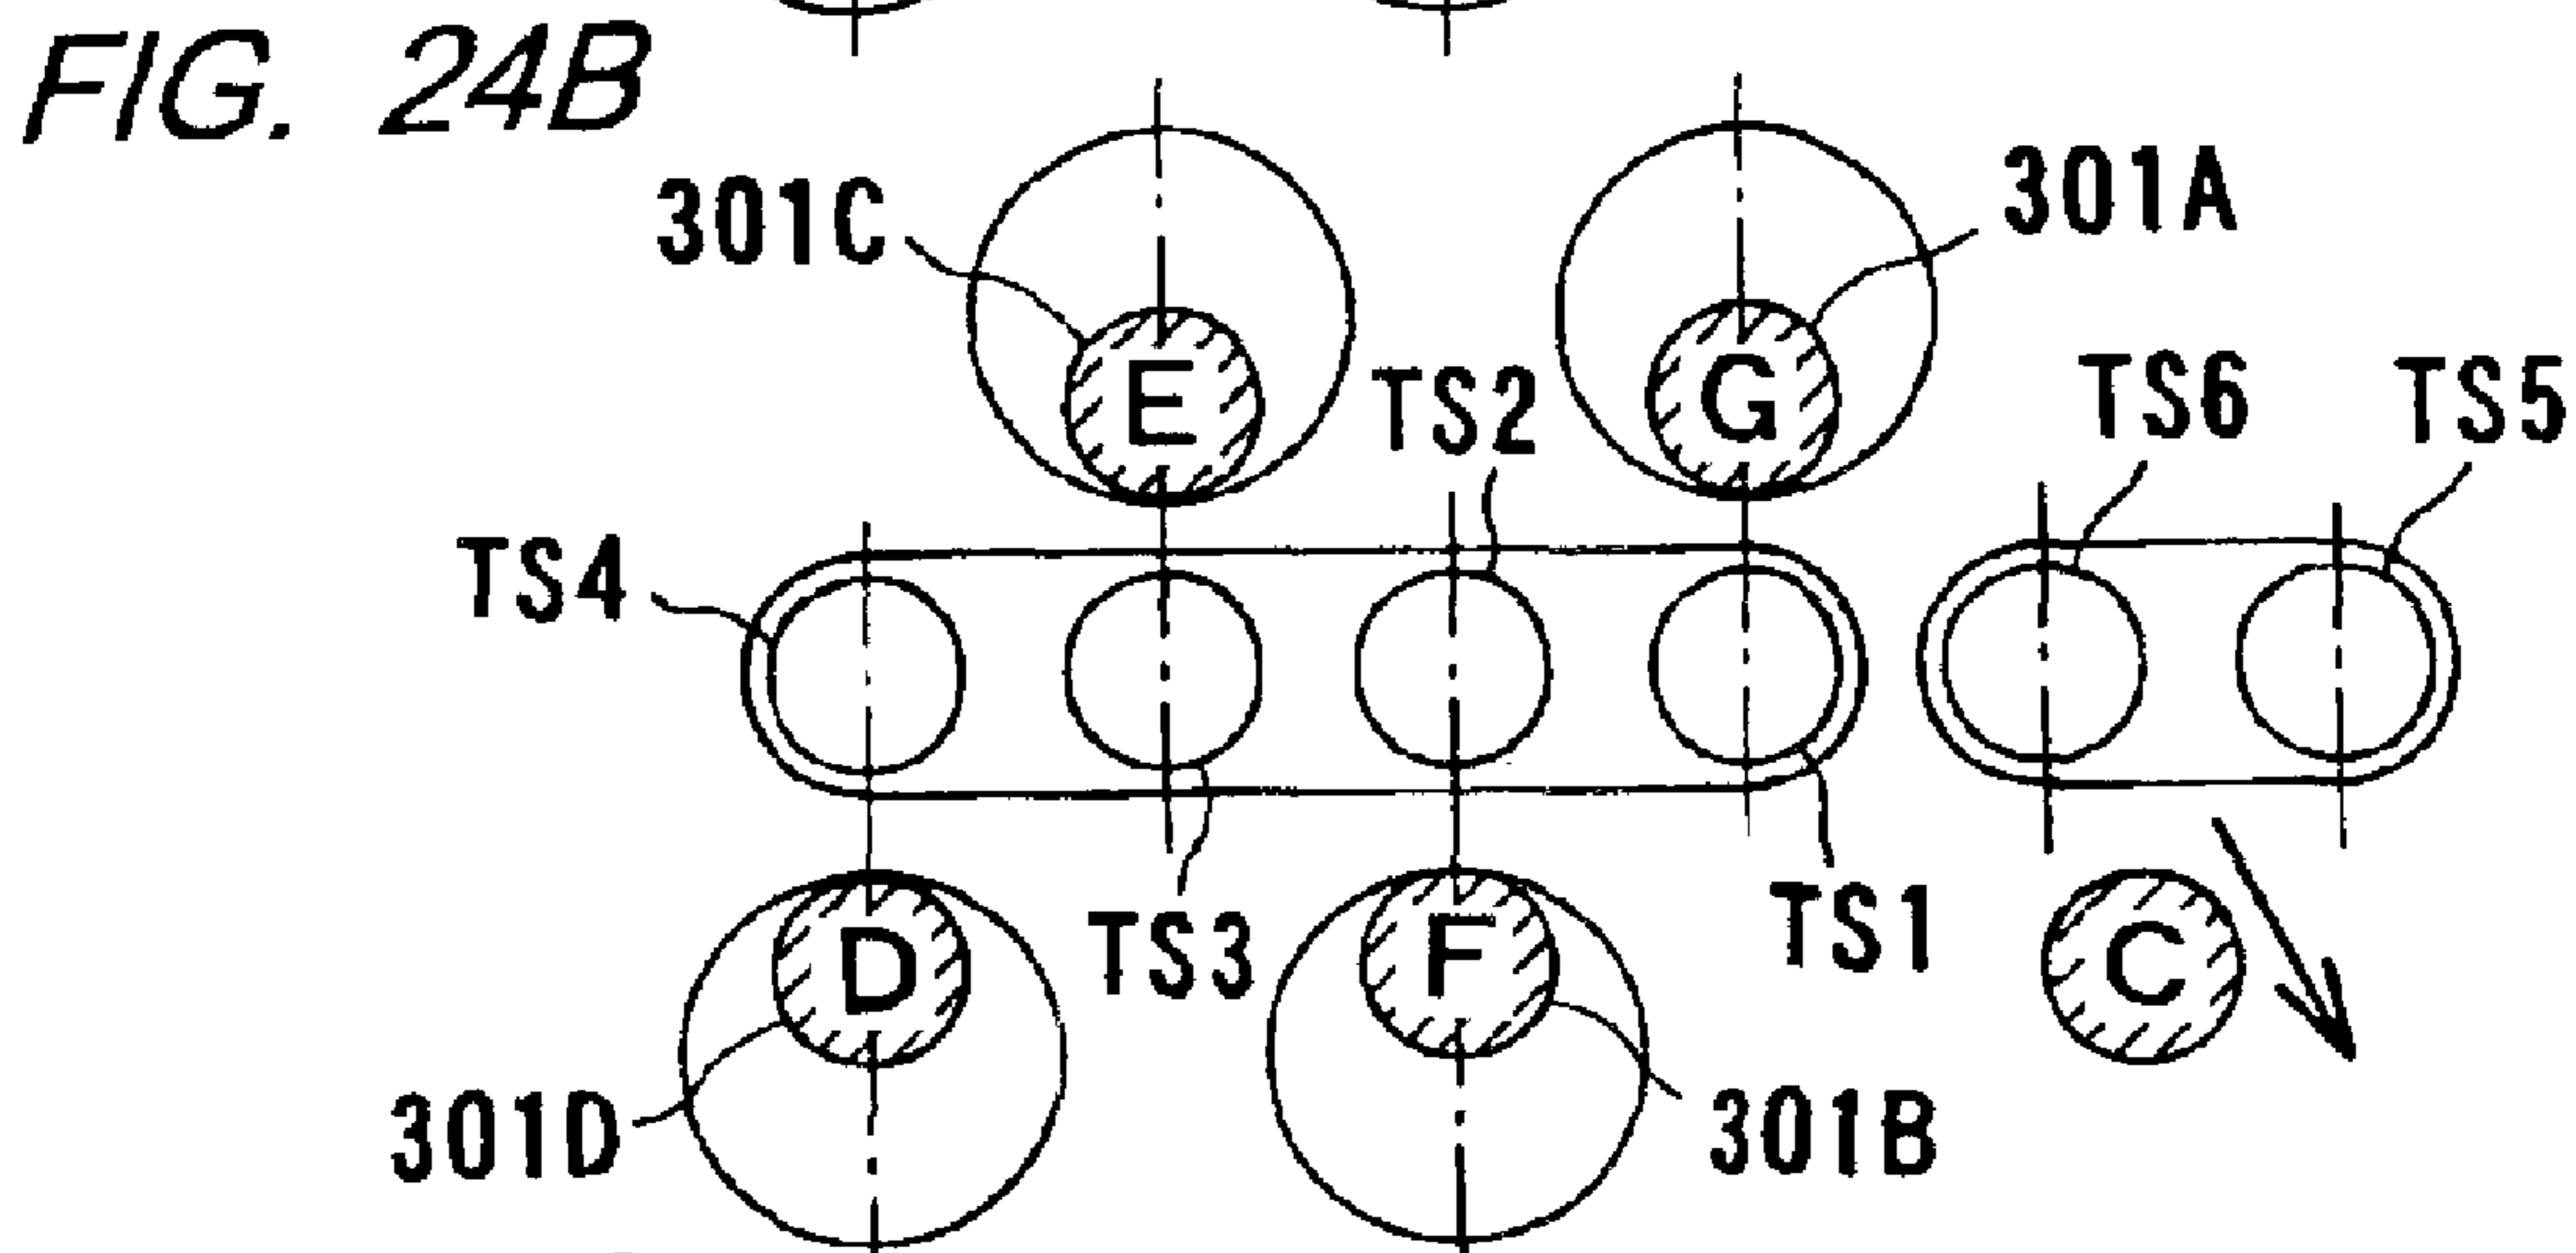 FIG. 24B
301C
301A
E
G
TS2
TS6
TS5
TS4
D
TS3
F
TS1
C
301D
301B